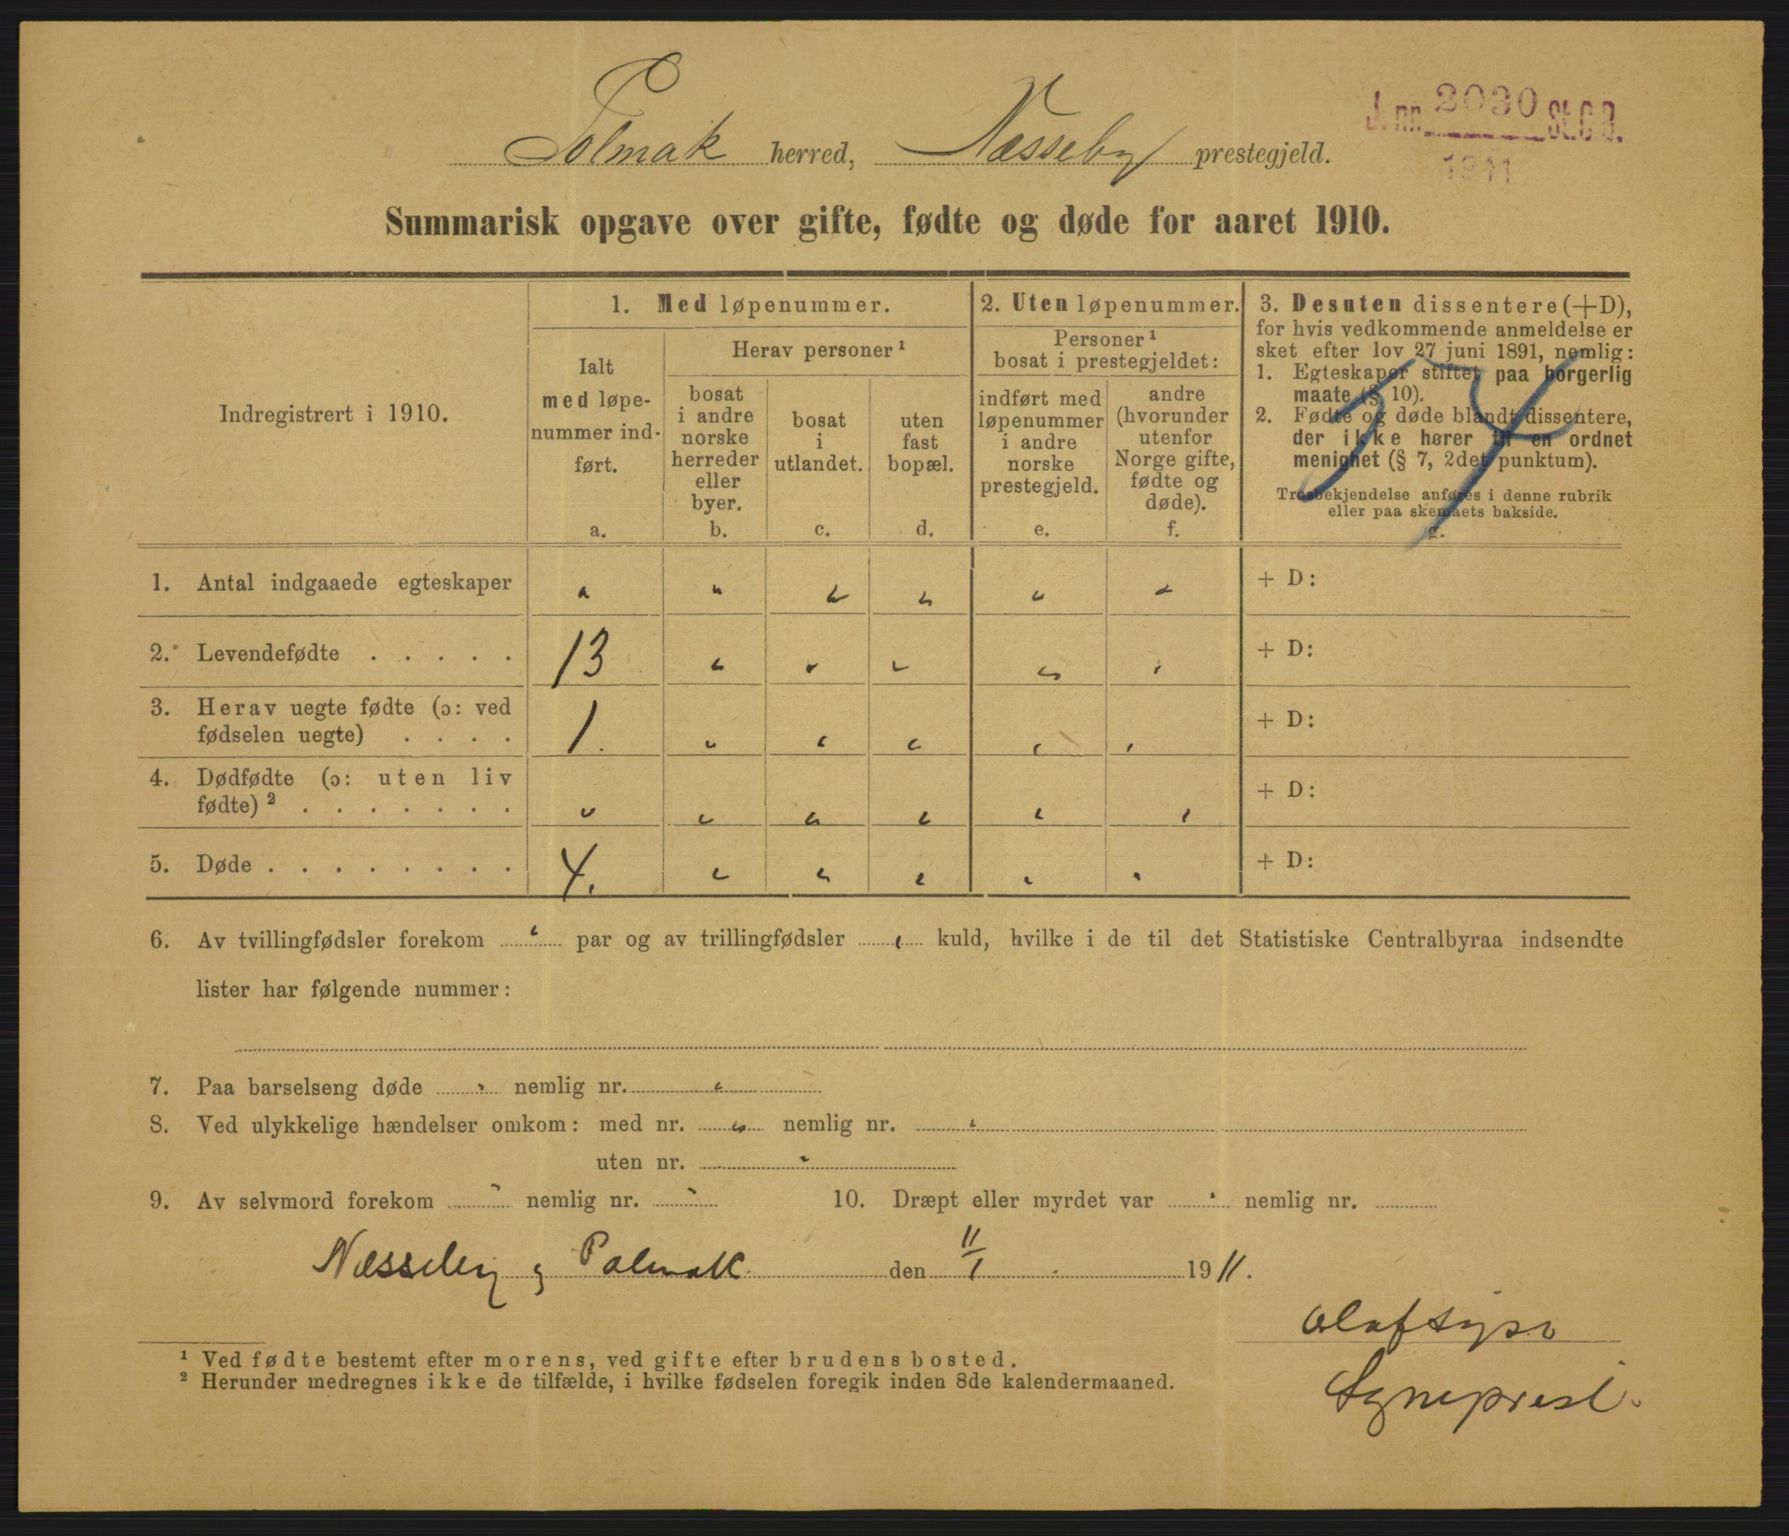 J. nr. 2030 St. C. B.
1911
Polmak herred, Næsseby prestegjeld.
Summarisk opgave over gifte, fødte og døde for aaret 1910.
Indregistrert i 1910.
1. Med løpenummer.
Ialt
med løpe-
nummer ind-
ført.
a.
Herav personer¹
bosat
i andre
norske
herreder
eller
byer.
b.
bosat
i
utlandet.
c.
uten
fast
bopæl.
d.
2. Uten løpenummer.
Personer¹
bosat i prestegjeldet:
indført med
løpenummer
i andre
norske
prestegjeld.
e.
andre
(hvorunder
utenfor
Norge gifte,
fødte og
døde).
f.
3. Desuten dissentere (+D),
for hvis vedkommende anmeldelse er
sket efter lov 27 juni 1891, nemlig:
1. Egteskaper stiftet paa borgerlig
maate (§ 10).
2. Fødte og døde blandt dissentere,
der ikke hører til en ordnet
menighet (§ 7, 2det punktum).
Trosbekjendelse anføres i denne rubrik
eller paa skemaets bakside.
g.
1. Antal indgaaede egteskaper " " " " " " + D:
2. Levendefødte . . . . . 13 " " " " " + D:
3. Herav uegte fødte (ɔ: ved
fødselen uegte) . . . . 1. " " " " " + D:
4. Dødfødte (ɔ: uten liv
fødte)² . . . . . . . " " " " " " + D:
5. Døde . . . . . . . . 4. " " " " " + D:
6. Av tvillingfødsler forekom " par og av trillingfødsler " kuld, hvilke i de til det Statistiske Centralbyraa indsendte
lister har følgende nummer:
7. Paa barselseng døde " nemlig nr. "
8. Ved ulykkelige hændelser omkom: med nr. " nemlig nr. "
uten nr. "
9. Av selvmord forekom " nemlig nr. " 10. Dræpt eller myrdet var " nemlig nr.
Næsseby og Polmak den 11/1 1911.
Sogneprest.
¹ Ved fødte bestemt efter morens, ved gifte efter brudens bosted.
² Herunder medregnes ikke de tilfælde, i hvilke fødselen foregik inden 8de kalendermaaned.